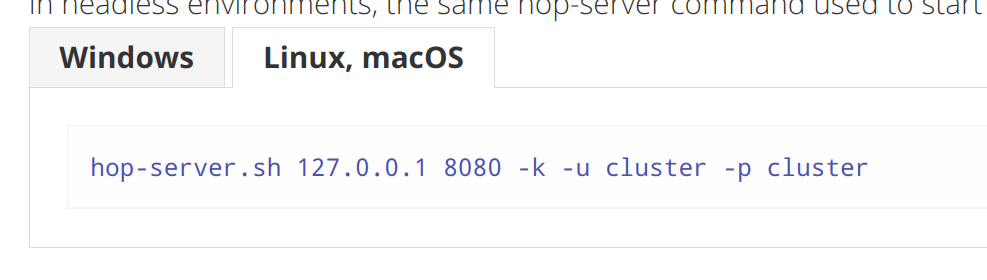 in headless environments, the same hop-server command used to start
Windows
Linux, macOS
hop-server.sh 127.0.0.1 8080 -k -u cluster -p cluster